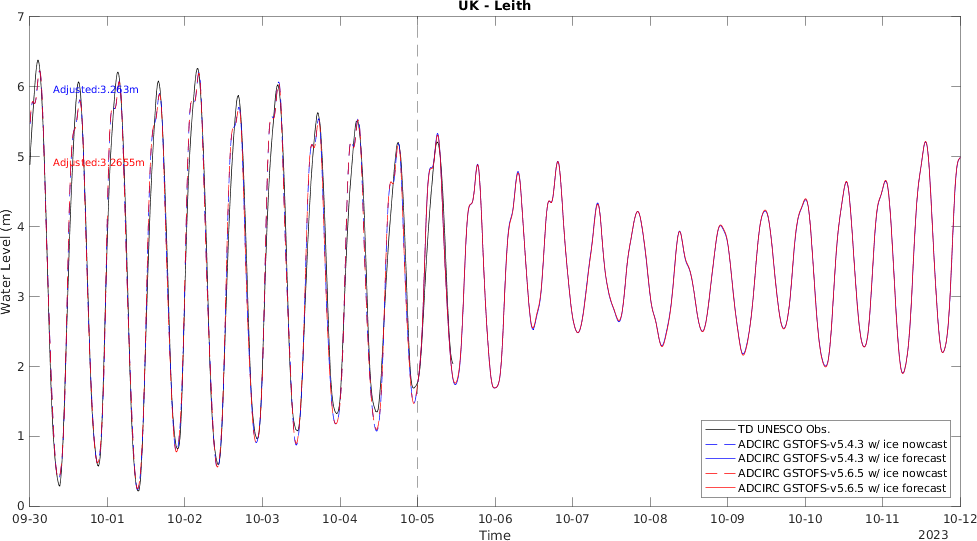 UK - Leith
7
6
5
4
3
2
1
0
Water Level (m)
Adjusted:3.263m
Adjusted:3.2655m
TD UNESCO Obs.
ADCIRC GSTOFS-v5.4.3 w/ ice nowcast
ADCIRC GSTOFS-v5.4.3 w/ ice forecast
ADCIRC GSTOFS-v5.6.5 w/ ice nowcast
ADCIRC GSTOFS-v5.6.5 w/ ice forecast
09-30 10-01 10-02 10-03 10-04 10-05 10-06 10-07 10-08 10-09 10-10 10-11 10-12
Time
2023